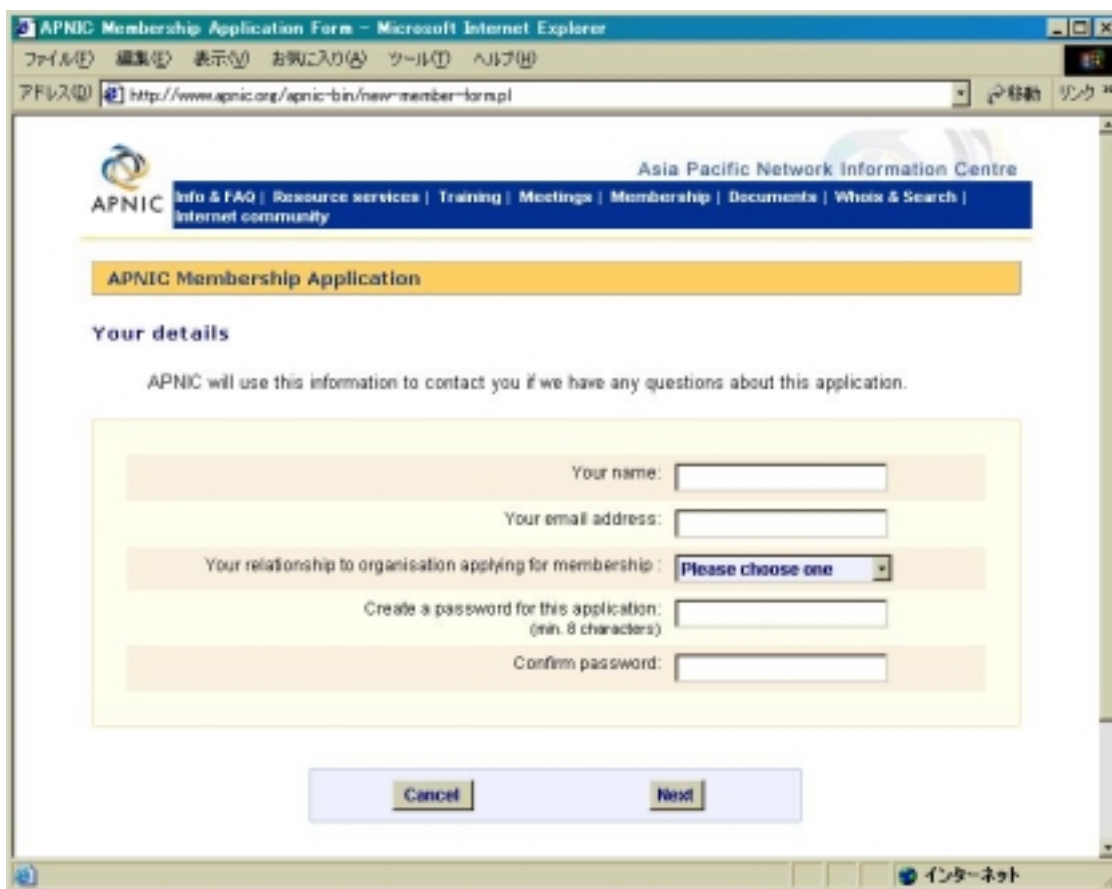 APNIC Membership Application Form - Microsoft Internet Explorer
ファイル(F) 編集(E) 表示(V) お気に入り(A) ツール(T) ヘルプ(H)
アドレス(D) http://www.apnic.org/apnic-bin/new-member-form.pl 移動 リンク »
Asia Pacific Network Information Centre
APNIC
Info & FAQ | Resource services | Training | Meetings | Membership | Documents | Whois & Search |
Internet community
APNIC Membership Application
Your details
APNIC will use this information to contact you if we have any questions about this application.
Your name:
Your email address:
Your relationship to organisation applying for membership : Please choose one
Create a password for this application:
(min. 8 characters)
Confirm password:
Cancel Next
インターネット